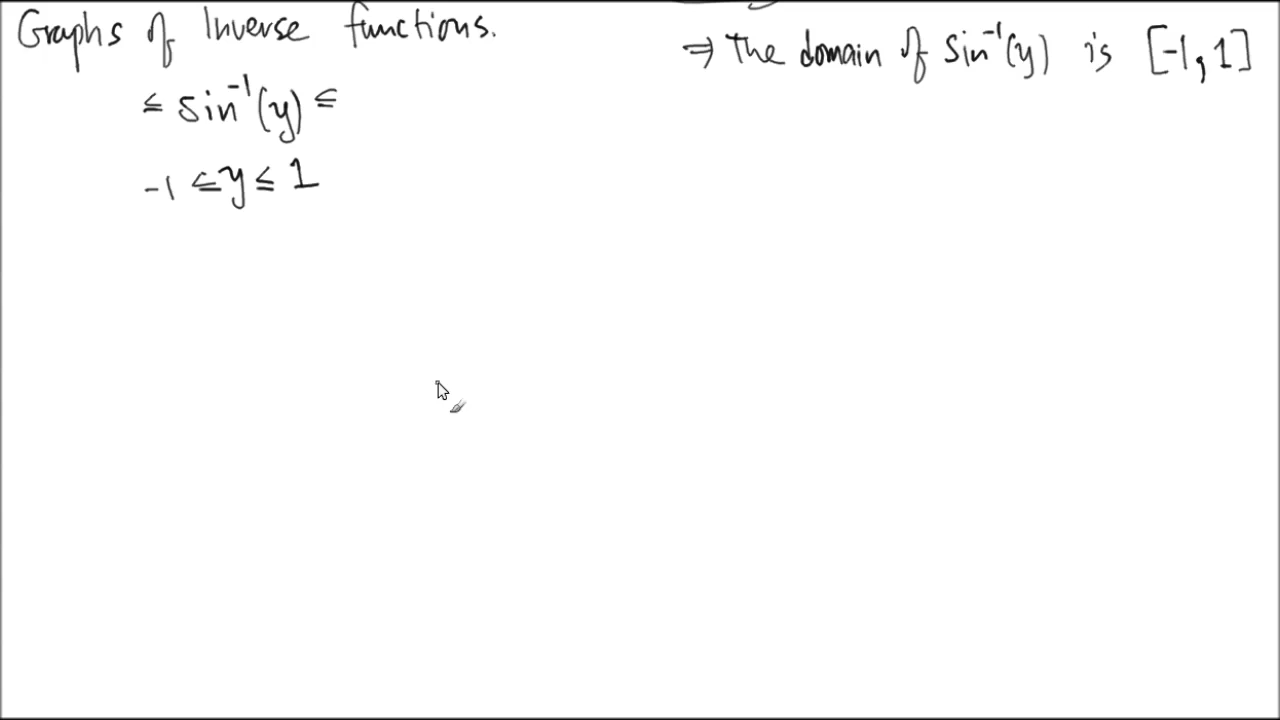 Graphs of Inverse functions.
≤ Sin⁻¹(y) ≤
-1 ≤ y ≤ 1
⇒ The domain of Sin⁻¹(y) is [-1, 1]